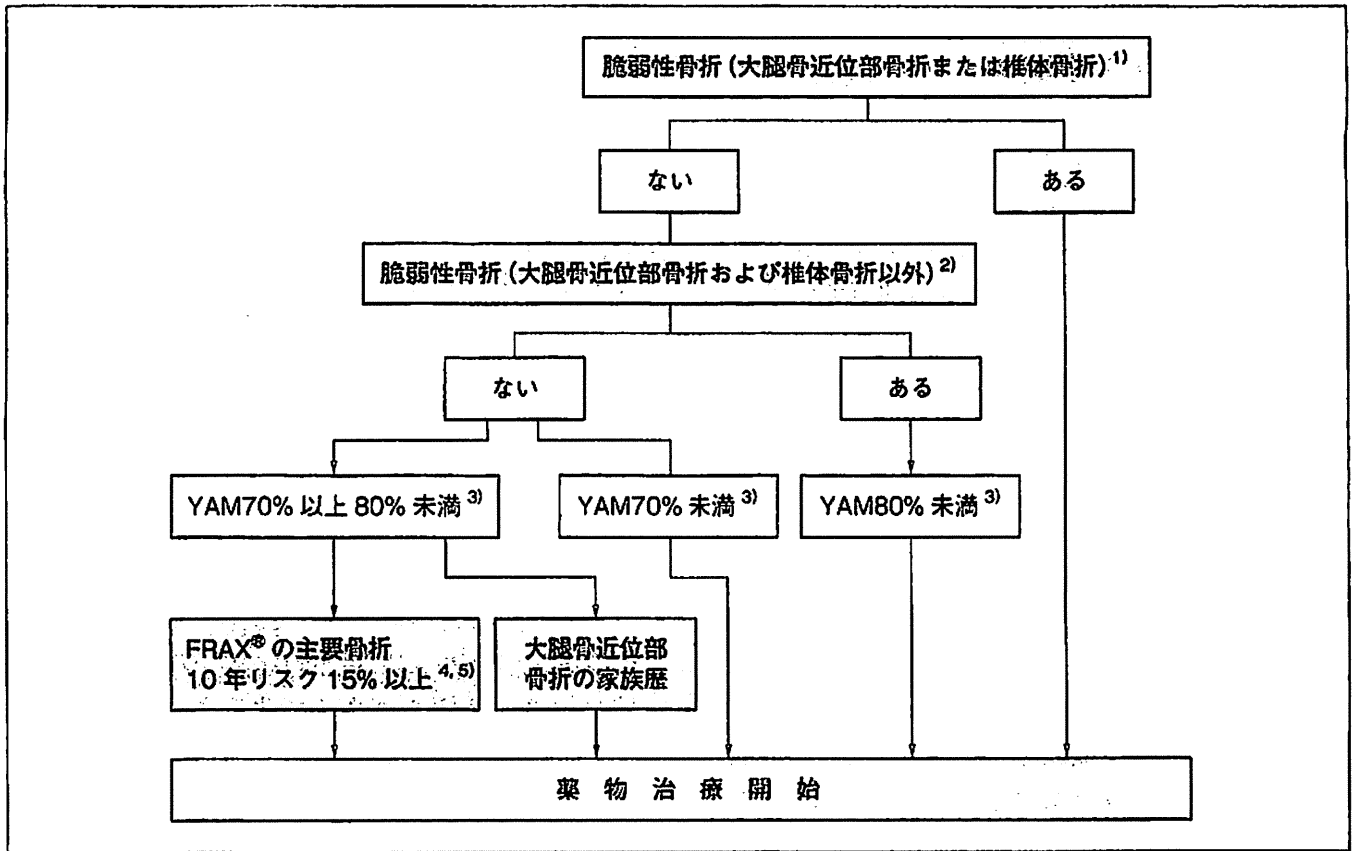 脆弱性骨折(大腿骨近位部骨折または椎体骨折)1)
ない
ある
脆弱性骨折(大腿骨近位部骨折および椎体骨折以外)2)
ない
ある
YAM70% 以上 80% 未満 3)
YAM70% 未満 3)
YAM80% 未満 3)
FRAX® の主要骨折
10 年リスク 15% 以上 4, 5)
大腿骨近位部
骨折の家族歴
薬 物 治 療 開 始